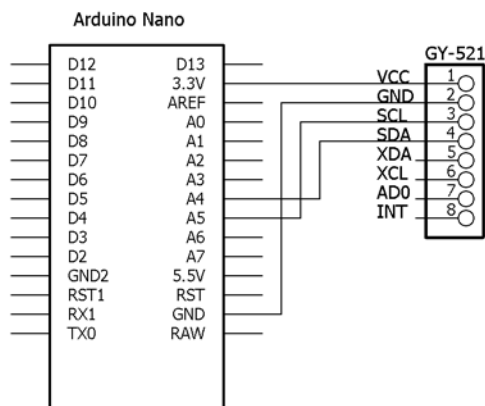 Arduino Nano
GY-521
D12 D13
D11 3.3V VCC 1
D10 AREF GND 2
D9 A0 SCL 3
D8 A1 SDA 4
D7 A2 XDA 5
D6 A3 XCL 6
D5 A4 AD0 7
D4 A5 INT 8
D3 A6
D2 A7
GND2 5.5V
RST1 RST
RX1 GND
TX0 RAW